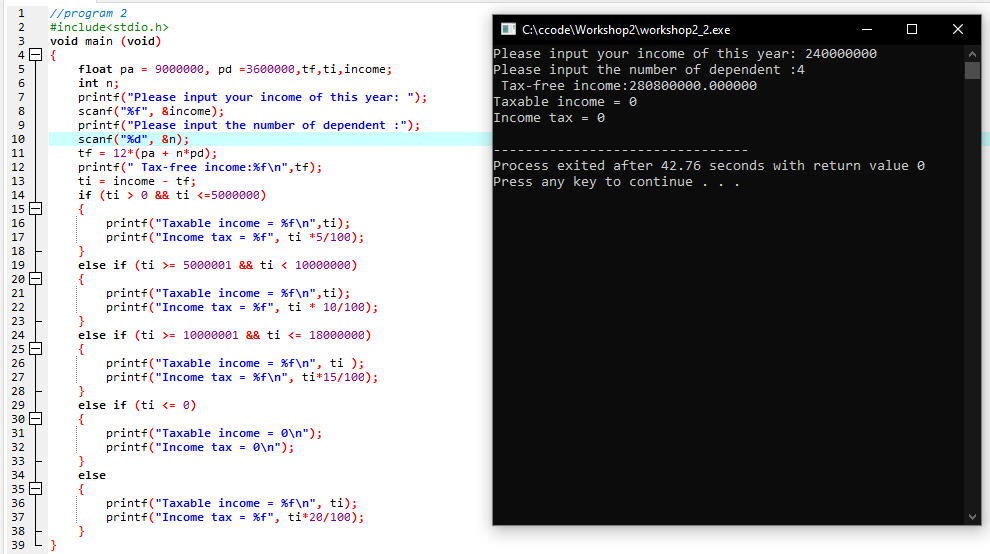 1 //program 2
2 #include<stdio.h>
3 void main (void)
4 {
5 float pa = 9000000, pd =3600000,tf,ti,income;
6 int n;
7 printf("Please input your income of this year: ");
8 scanf("%f", &income);
9 printf("Please input the number of dependent :");
10 scanf("%d", &n);
11 tf = 12*(pa + n*pd);
12 printf(" Tax-free income:%f\n",tf);
13 ti = income - tf;
14 if (ti > 0 && ti <=5000000)
15 {
16 printf("Taxable income = %f\n",ti);
17 printf("Income tax = %f", ti *5/100);
18 }
19 else if (ti >= 5000001 && ti < 10000000)
20 {
21 printf("Taxable income = %f\n",ti);
22 printf("Income tax = %f", ti * 10/100);
23 }
24 else if (ti >= 10000001 && ti <= 18000000)
25 {
26 printf("Taxable income = %f\n", ti );
27 printf("Income tax = %f\n", ti*15/100);
28 }
29 else if (ti <= 0)
30 {
31 printf("Taxable income = 0\n");
32 printf("Income tax = 0\n");
33 }
34 else
35 {
36 printf("Taxable income = %f\n", ti);
37 printf("Income tax = %f", ti*20/100);
38 }
39 }
C:\ccode\Workshop2\workshop2_2.exe
Please input your income of this year: 240000000
Please input the number of dependent :4
Tax-free income:280800000.000000
Taxable income = 0
Income tax = 0
--------------------------------
Process exited after 42.76 seconds with return value 0
Press any key to continue . . .